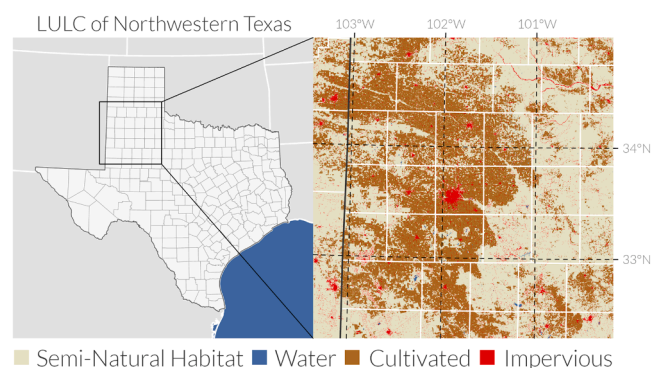 LULC of Northwestern Texas
103°W 102°W 101°W
34°N
33°N
Semi-Natural Habitat Water Cultivated Impervious